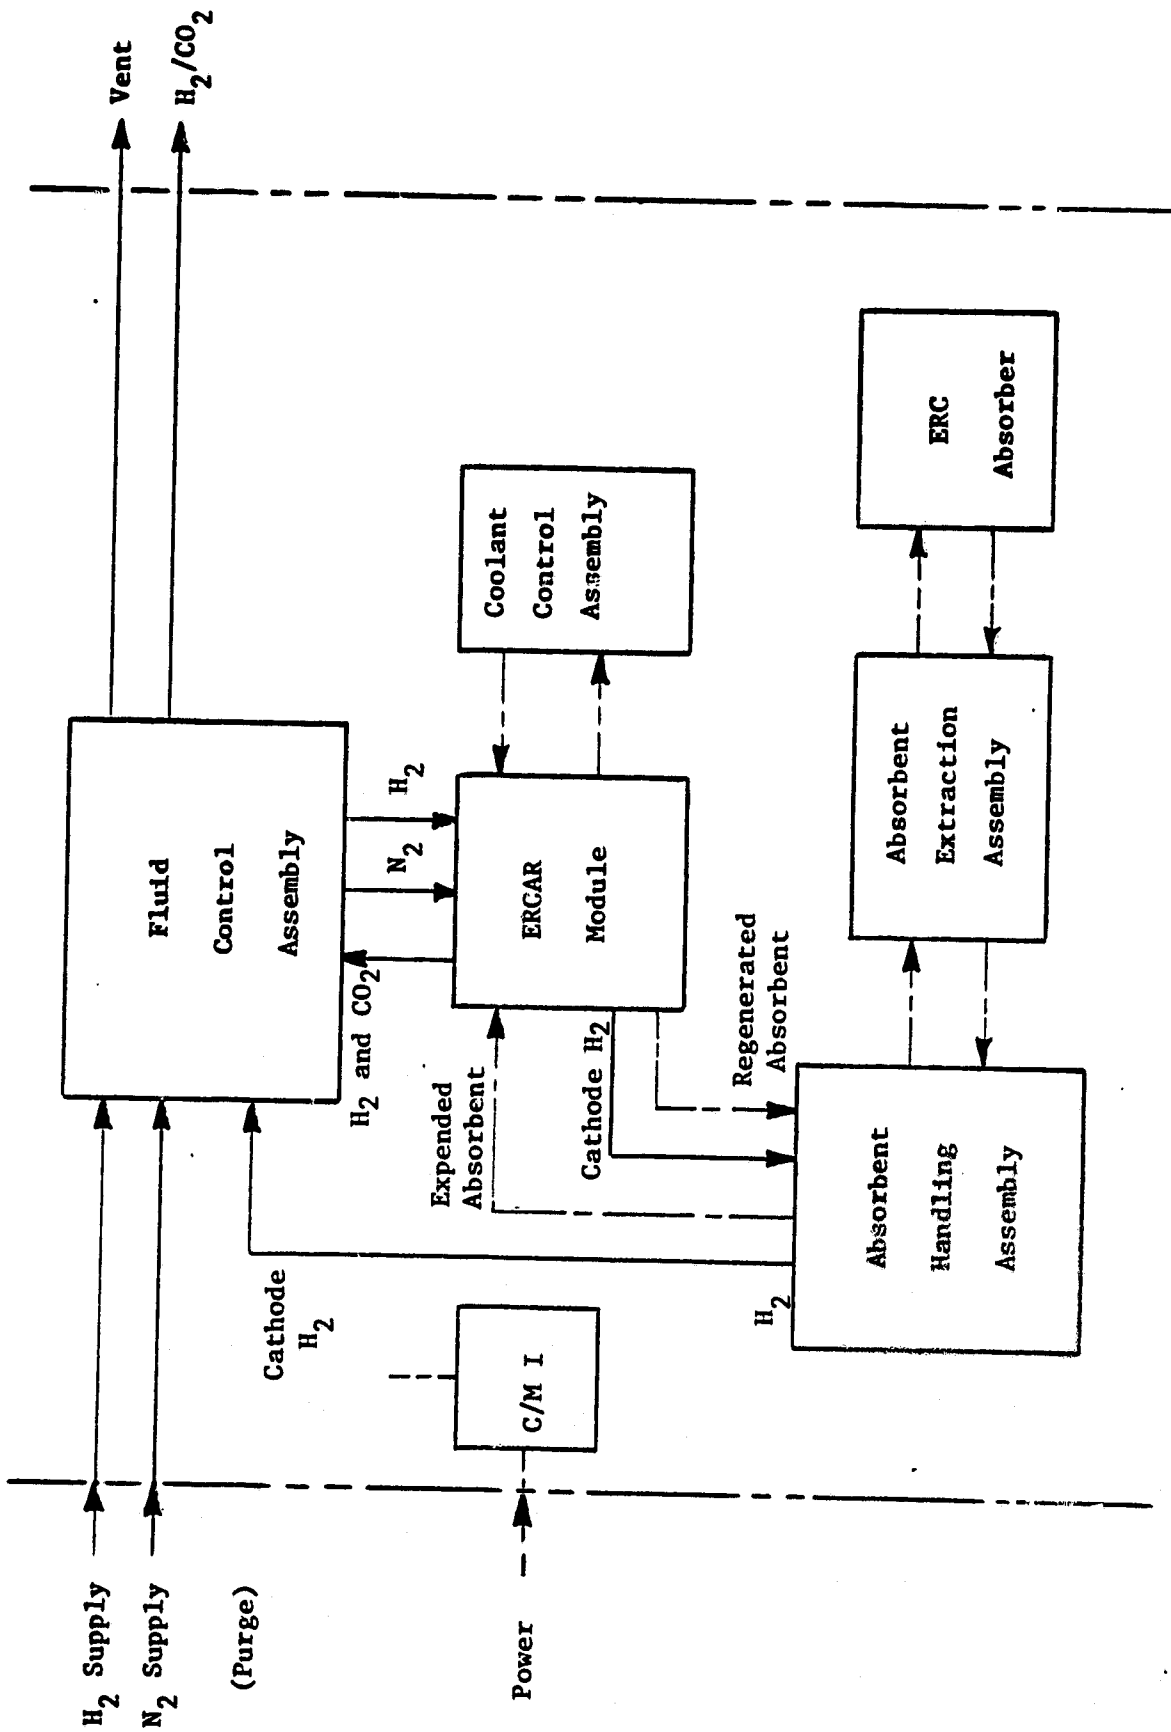 H2 Supply
N2 Supply
(Purge)
Power
Vent
H2/CO2
Fluid
Control
Assembly
Cathode
H2
H2 and CO2
N2
H2
C/M I
Expended
Absorbent
ERCAR
Module
Coolant
Control
Assembly
Cathode H2
Regenerated
Absorbent
H2
Absorbent
Handling
Assembly
Absorbent
Extraction
Assembly
ERC
Absorber